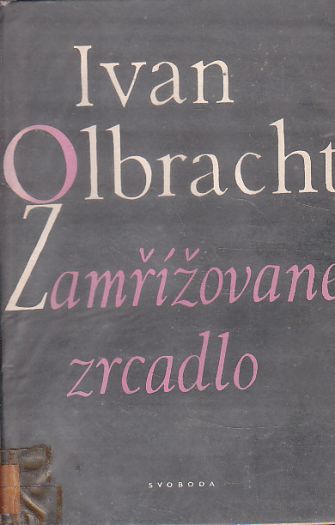 Ivan
Olbracht
Zamřížované
zrcadlo
SVOBODA